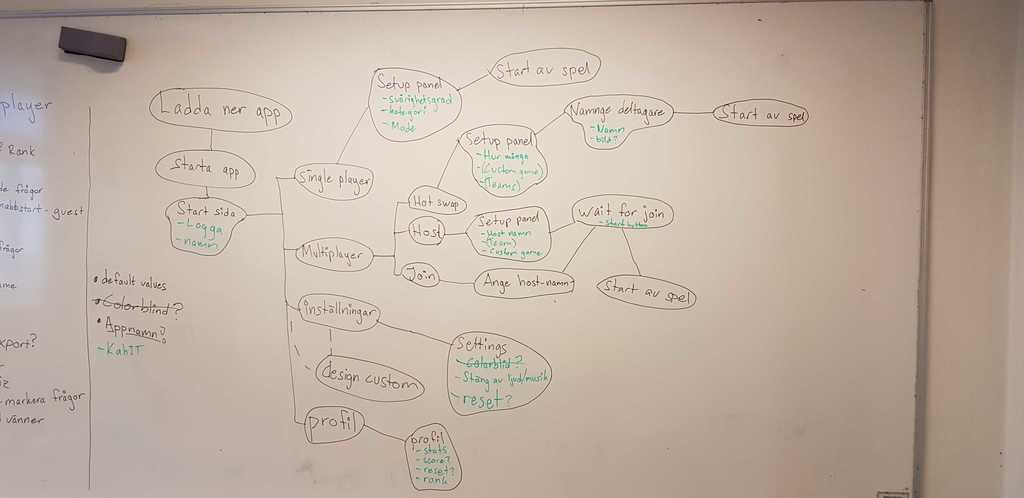 player
? Rank
frågor
- guest
frågor
xport?
- markera frågor
vänner
Ladda ner app
Starta app
Start sida
- Logga
- namn
• default values
• Colorblind?
• Appnamn?
- KahIT
Single player
Setup panel
- svårighetsgrad
- kategori
- Mode
Start av spel
Multiplayer
Hot swap
Setup panel
- Hur många
- (Custom game)
- (Teams)
Namnge deltagare
- Namn
- bild?
Start av spel
Host
Setup panel
- Host namn
- (Team)
- Custom game
Wait for join
- Start button
Join
Ange host-namn
Start av spel
inställningar
Settings
- Colorblid?
- Stäng av ljud/musik
- reset?
design custom
profil
profil
- stats
- score?
- reset?
- rank